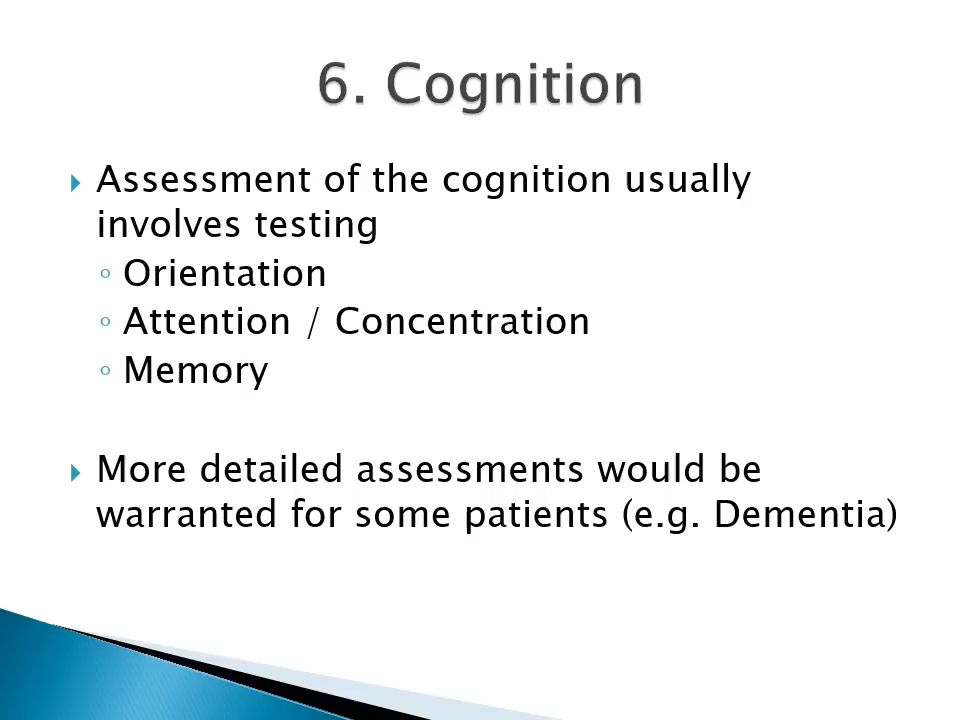 6. Cognition
Assessment of the cognition usually
involves testing
Orientation
Attention / Concentration
Memory
More detailed assessments would be
warranted for some patients (e.g. Dementia)